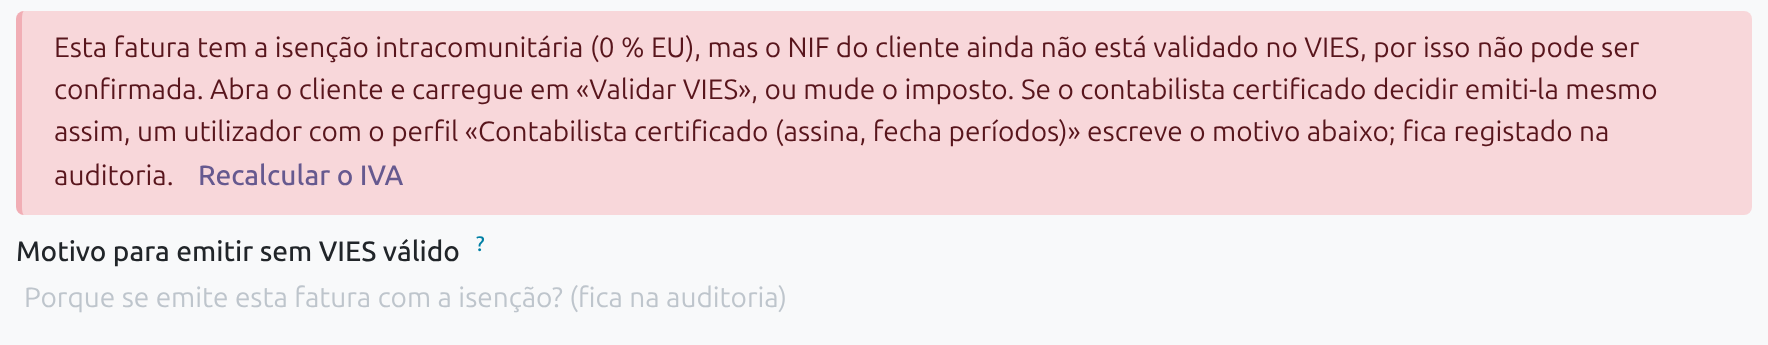 Esta fatura tem a isenção intracomunitária (0 % EU), mas o NIF do cliente ainda não está validado no VIES, por isso não pode ser
confirmada. Abra o cliente e carregue em «Validar VIES», ou mude o imposto. Se o contabilista certificado decidir emiti-la mesmo
assim, um utilizador com o perfil «Contabilista certificado (assina, fecha períodos)» escreve o motivo abaixo; fica registado na
auditoria. Recalcular o IVA
Motivo para emitir sem VIES válido ?
Porque se emite esta fatura com a isenção? (fica na auditoria)